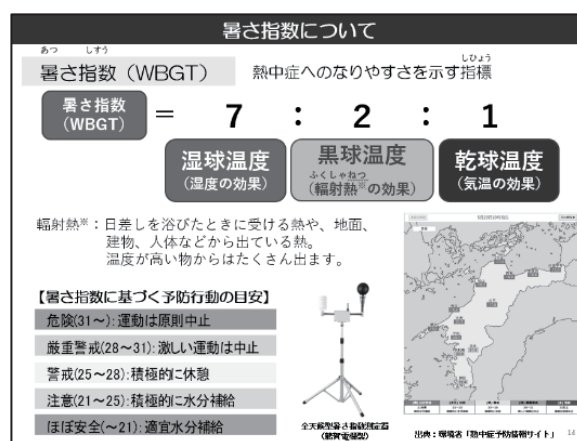 暑さ指数について
あつ しすう
暑さ指数（WBGT）
しひょう
熱中症へのなりやすさを示す指標
暑さ指数
(WBGT)
＝ 7 : 2 : 1
湿球温度
(湿度の効果)
黒球温度
ふくしゃねつ
(輻射熱※の効果)
乾球温度
(気温の効果)
輻射熱※：日差しを浴びたときに受ける熱や、地面、
建物、人体などから出ている熱。
温度が高い物からはたくさん出ます。
【暑さ指数に基づく予防行動の目安】
危険(31～)：運動は原則中止
厳重警戒(28～31)：激しい運動は中止
警戒(25～28)：積極的に休憩
注意(21～25)：積極的に水分補給
ほぼ安全(～21)：適宜水分補給
全天候型暑さ指数測定器
出典：環境省「熱中症予防情報サイト」
14